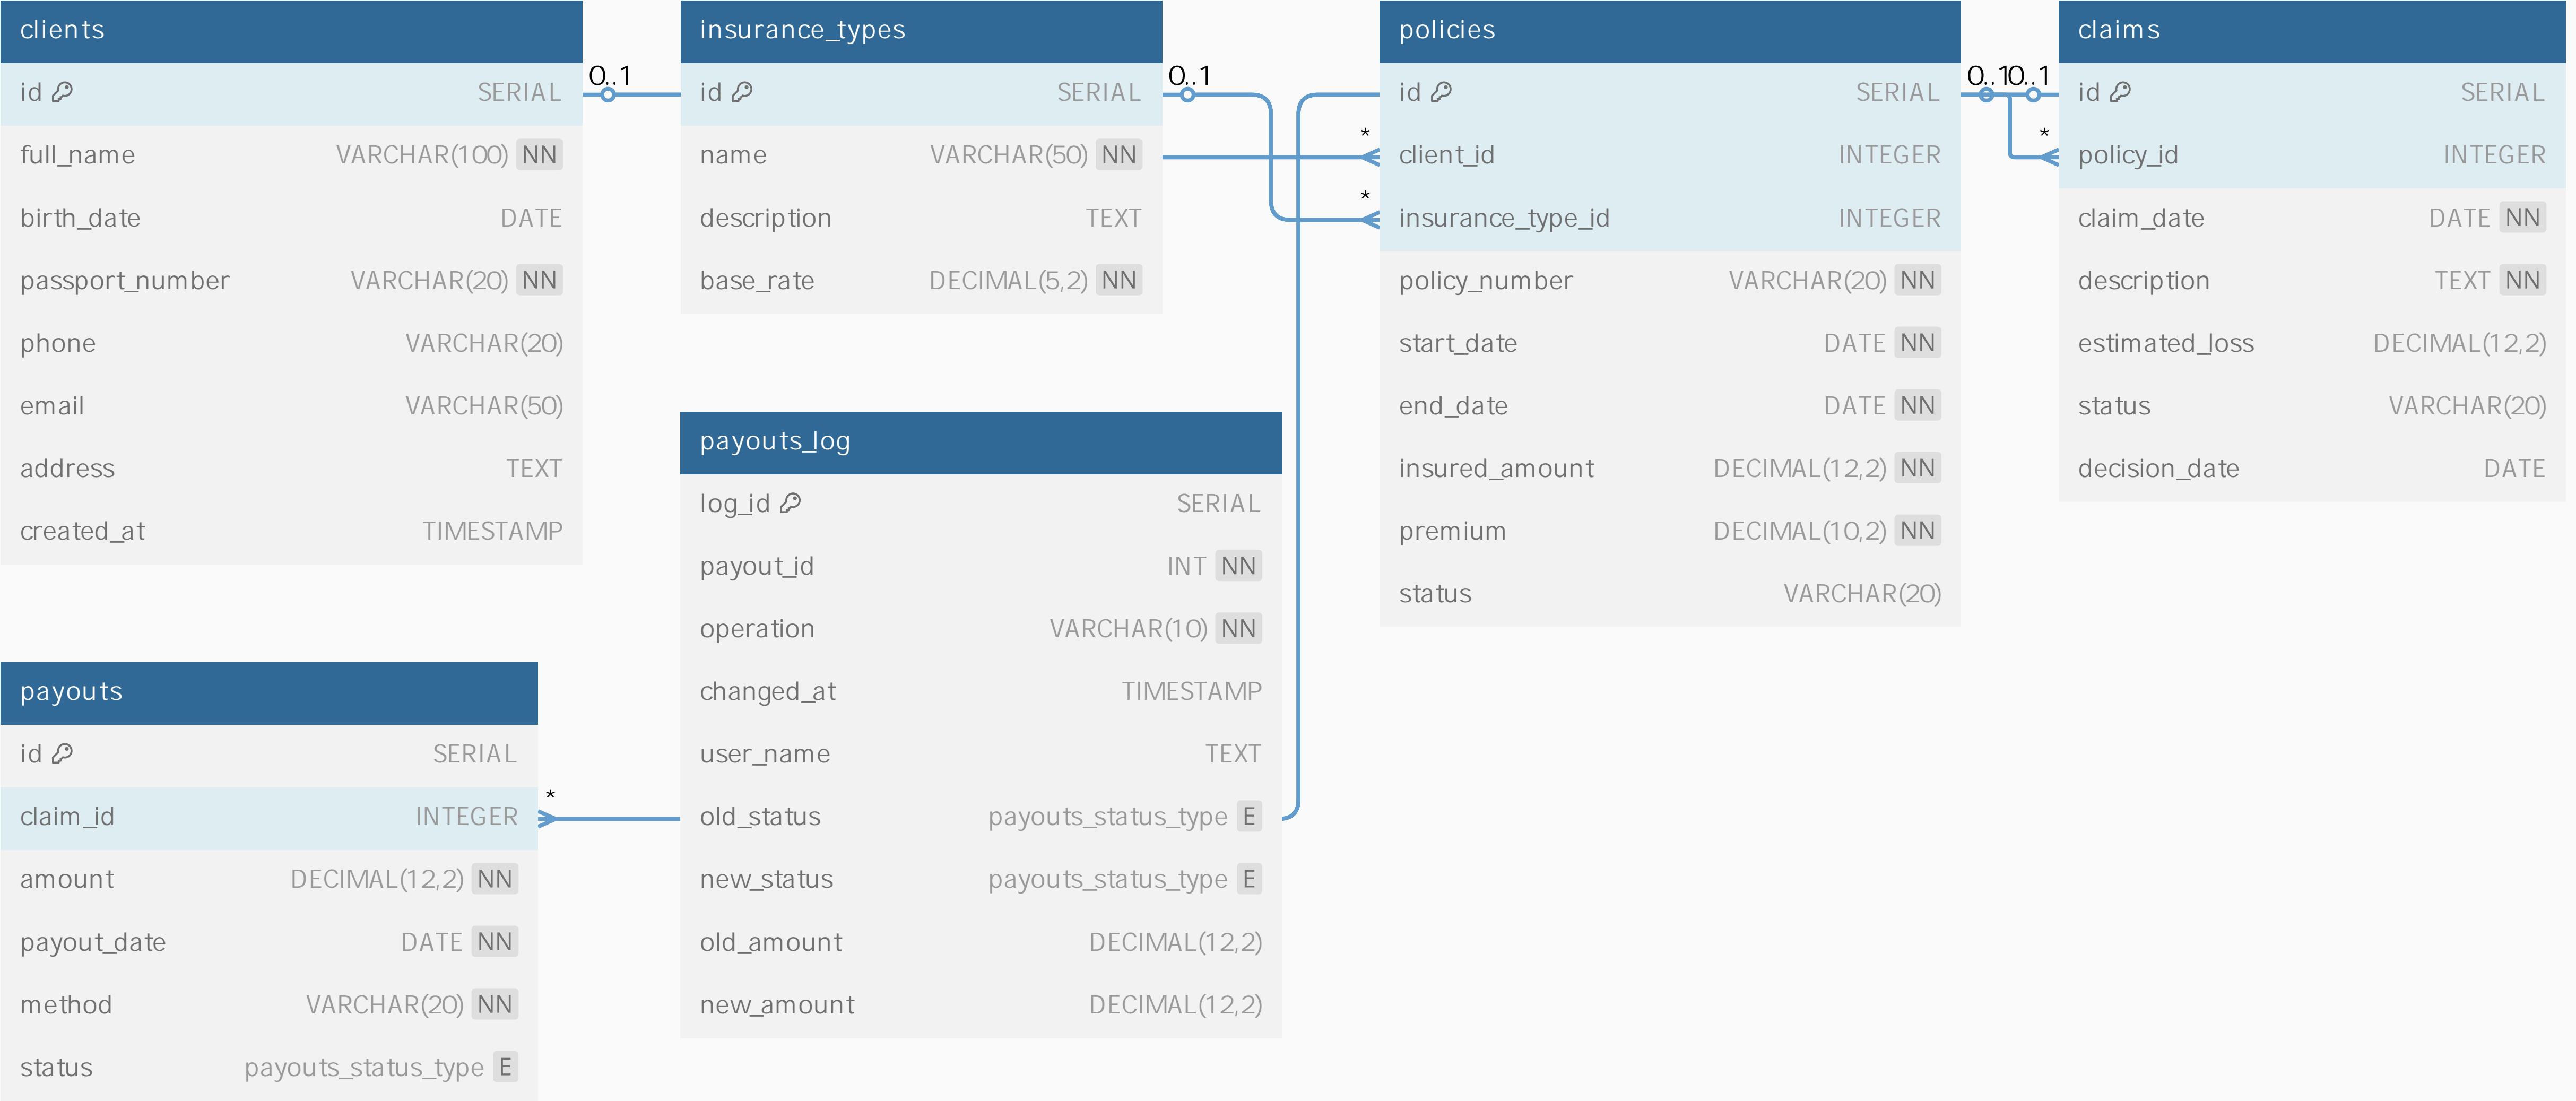 clients
id SERIAL
full_name VARCHAR(100) NN
birth_date DATE
passport_number VARCHAR(20) NN
phone VARCHAR(20)
email VARCHAR(50)
address TEXT
created_at TIMESTAMP
0..1
insurance_types
id SERIAL
name VARCHAR(50) NN
description TEXT
base_rate DECIMAL(5,2) NN
0..1
*
*
policies
id SERIAL
client_id INTEGER
insurance_type_id INTEGER
policy_number VARCHAR(20) NN
start_date DATE NN
end_date DATE NN
insured_amount DECIMAL(12,2) NN
premium DECIMAL(10,2) NN
status VARCHAR(20)
0..1 0..1
*
claims
id SERIAL
policy_id INTEGER
claim_date DATE NN
description TEXT NN
estimated_loss DECIMAL(12,2)
status VARCHAR(20)
decision_date DATE
payouts
id SERIAL
claim_id INTEGER
amount DECIMAL(12,2) NN
payout_date DATE NN
method VARCHAR(20) NN
status payouts_status_type E
*
payouts_log
log_id SERIAL
payout_id INT NN
operation VARCHAR(10) NN
changed_at TIMESTAMP
user_name TEXT
old_status payouts_status_type E
new_status payouts_status_type E
old_amount DECIMAL(12,2)
new_amount DECIMAL(12,2)